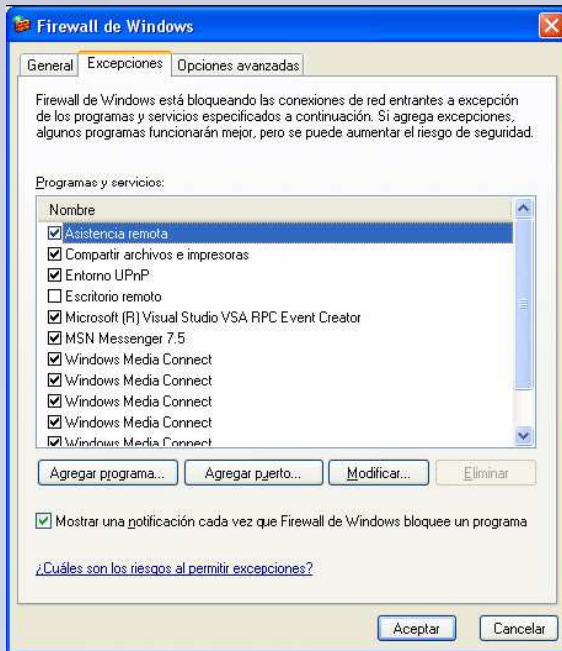 Firewall de Windows
General Excepciones Opciones avanzadas
Firewall de Windows está bloqueando las conexiones de red entrantes a excepción
de los programas y servicios especificados a continuación. Si agrega excepciones,
algunos programas funcionarán mejor, pero se puede aumentar el riesgo de seguridad.
Programas y servicios:
Nombre
Asistencia remota
Compartir archivos e impresoras
Entorno UPnP
Escritorio remoto
Microsoft (R) Visual Studio VSA RPC Event Creator
MSN Messenger 7.5
Windows Media Connect
Windows Media Connect
Windows Media Connect
Windows Media Connect
Windows Media Connect
Agregar programa... Agregar puerto... Modificar... Eliminar
Mostrar una notificación cada vez que Firewall de Windows bloquee un programa
¿Cuáles son los riesgos al permitir excepciones?
Aceptar Cancelar